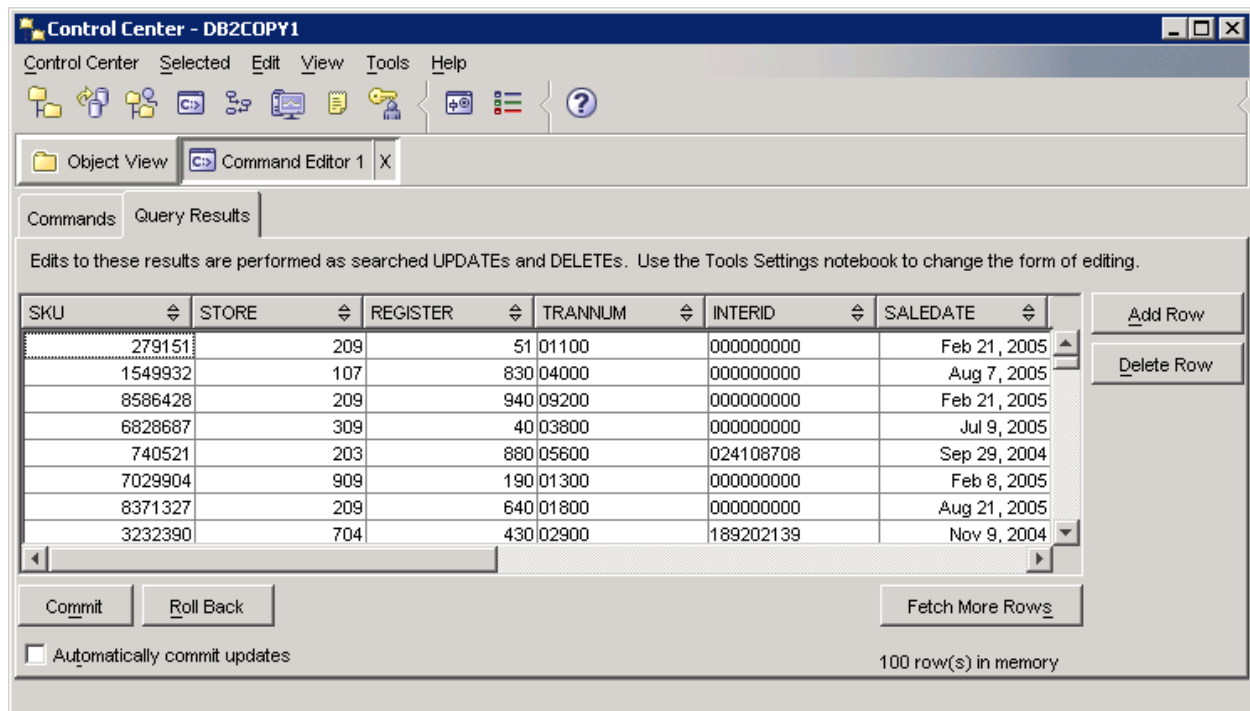 Control Center - DB2COPY1
Control Center Selected Edit View Tools Help
Object View Command Editor 1 X
Commands Query Results
Edits to these results are performed as searched UPDATEs and DELETEs. Use the Tools Settings notebook to change the form of editing.
SKU STORE REGISTER TRANNUM INTERID SALEDATE Add Row
279151 209 51 01100 000000000 Feb 21, 2005
1549932 107 830 04000 000000000 Aug 7, 2005 Delete Row
8586428 209 940 09200 000000000 Feb 21, 2005
6828687 309 40 03800 000000000 Jul 9, 2005
740521 203 880 05600 024108708 Sep 29, 2004
7029904 909 190 01300 000000000 Feb 8, 2005
8371327 209 640 01800 000000000 Aug 21, 2005
3232390 704 430 02900 189202139 Nov 9, 2004
Commit Roll Back Fetch More Rows
Automatically commit updates
100 row(s) in memory